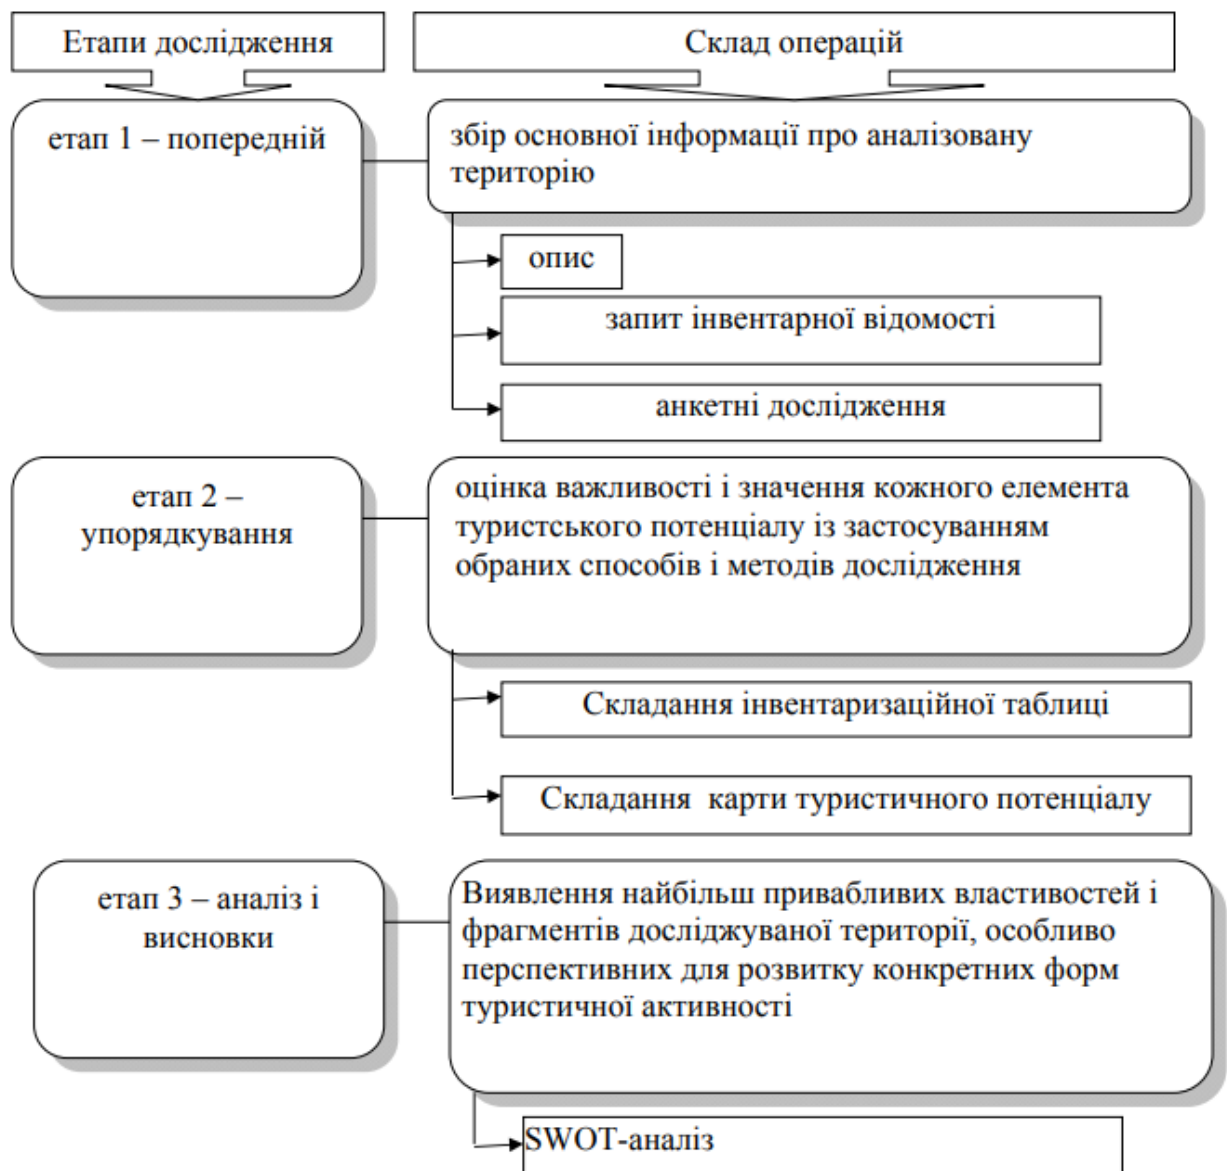 Етапи дослідження
Склад операцій
етап 1 – попередній
збір основної інформації про аналізовану
територію
опис
запит інвентарної відомості
анкетні дослідження
етап 2 –
упорядкування
оцінка важливості і значення кожного елемента
туристського потенціалу із застосуванням
обраних способів і методів дослідження
Складання інвентаризаційної таблиці
Складання карти туристичного потенціалу
етап 3 – аналіз і
висновки
Виявлення найбільш привабливих властивостей і
фрагментів досліджуваної території, особливо
перспективних для розвитку конкретних форм
туристичної активності
SWOT-аналіз